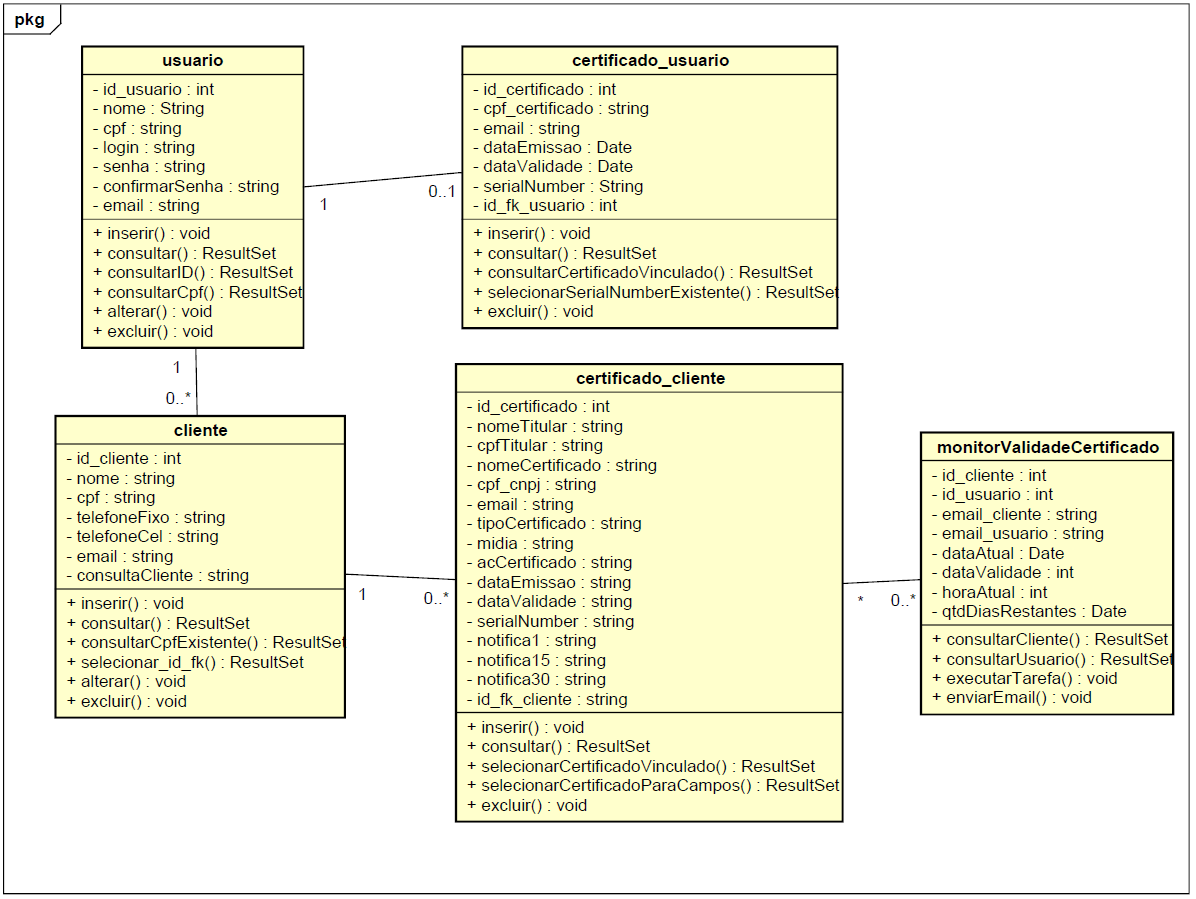 pkg
usuario
- id_usuario : int
- nome : String
- cpf : string
- login : string
- senha : string
- confirmarSenha : string
- email : string
+ inserir() : void
+ consultar() : ResultSet
+ consultarID() : ResultSet
+ consultarCpf() : ResultSet
+ alterar() : void
+ excluir() : void
1
0..1
certificado_usuario
- id_certificado : int
- cpf_certificado : string
- email : string
- dataEmissao : Date
- dataValidade : Date
- serialNumber : String
- id_fk_usuario : int
+ inserir() : void
+ consultar() : ResultSet
+ consultarCertificadoVinculado() : ResultSet
+ selecionarSerialNumberExistente() : ResultSet
+ excluir() : void
1
0..*
cliente
- id_cliente : int
- nome : string
- cpf : string
- telefoneFixo : string
- telefoneCel : string
- email : string
- consultaCliente : string
+ inserir() : void
+ consultar() : ResultSet
+ consultarCpfExistente() : ResultSet
+ selecionar_id_fk() : ResultSet
+ alterar() : void
+ excluir() : void
1
0..*
certificado_cliente
- id_certificado : int
- nomeTitular : string
- cpfTitular : string
- nomeCertificado : string
- cpf_cnpj : string
- email : string
- tipoCertificado : string
- midia : string
- acCertificado : string
- dataEmissao : string
- dataValidade : string
- serialNumber : string
- notifica1 : string
- notifica15 : string
- notifica30 : string
- id_fk_cliente : string
+ inserir() : void
+ consultar() : ResultSet
+ selecionarCertificadoVinculado() : ResultSet
+ selecionarCertificadoParaCampos() : ResultSet
+ excluir() : void
*
0..*
monitorValidadeCertificado
- id_cliente : int
- id_usuario : int
- email_cliente : string
- email_usuario : string
- dataAtual : Date
- dataValidade : int
- horaAtual : int
- qtdDiasRestantes : Date
+ consultarCliente() : ResultSet
+ consultarUsuario() : ResultSet
+ executarTarefa() : void
+ enviarEmail() : void